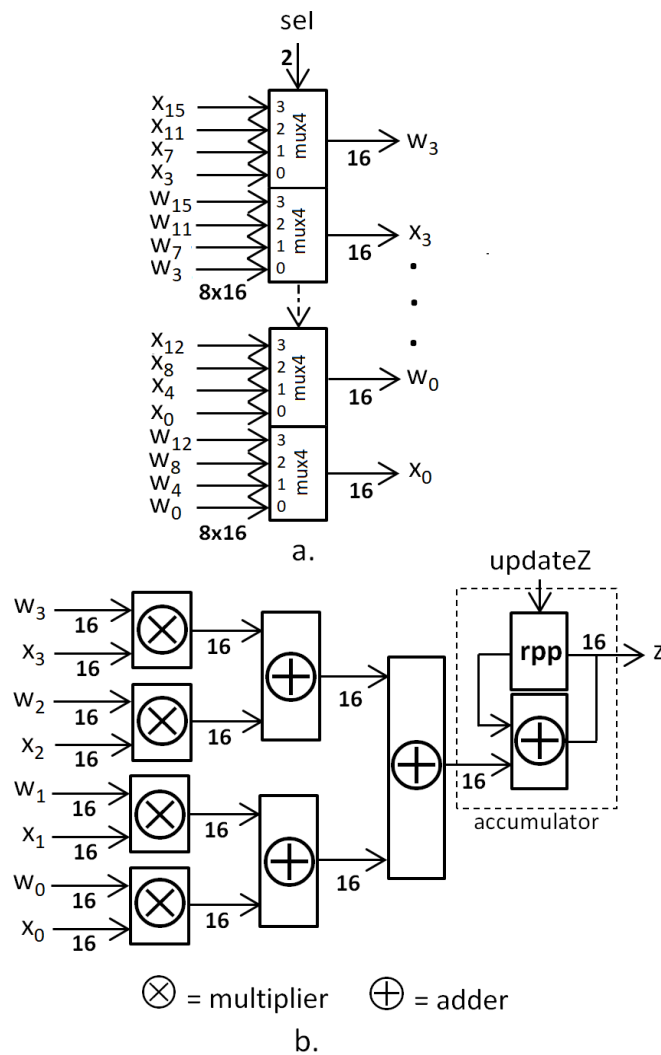 sel
2
x15 3
x11 2
x7 1
x3 0
mux4
16 w3
w15 3
w11 2
w7 1
w3 0
mux4
16 x3
8x16
x12 3
x8 2
x4 1
x0 0
mux4
16 w0
w12 3
w8 2
w4 1
w0 0
mux4
16 x0
8x16
a.
updateZ
w3 16
x3 16
16
w2 16
x2 16
16
16
w1 16
x1 16
16
w0 16
x0 16
16
16
16
rpp 16 z
accumulator
= multiplier = adder
b.